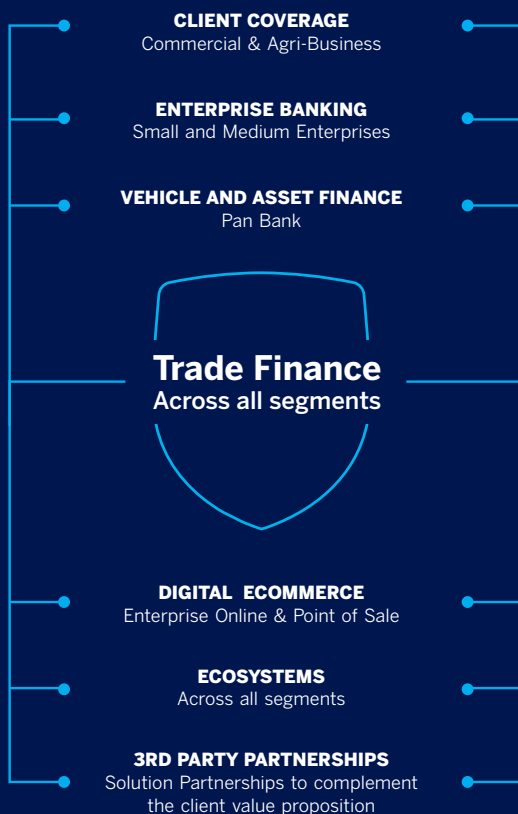 CLIENT COVERAGE
Commercial & Agri-Business
ENTERPRISE BANKING
Small and Medium Enterprises
VEHICLE AND ASSET FINANCE
Pan Bank
Trade Finance
Across all segments
DIGITAL ECOMMERCE
Enterprise Online & Point of Sale
ECOSYSTEMS
Across all segments
3RD PARTY PARTNERSHIPS
Solution Partnerships to complement
the client value proposition